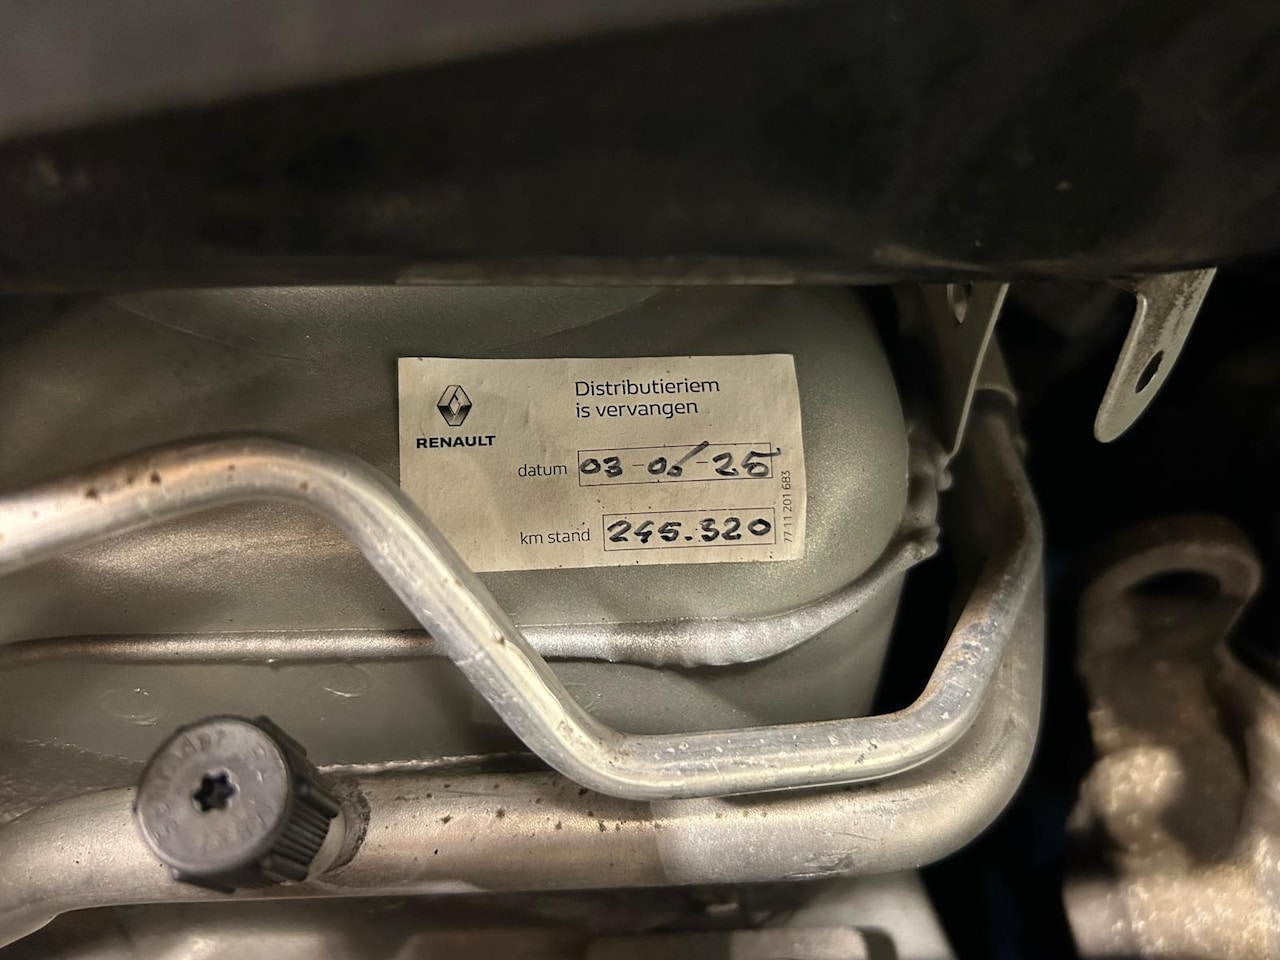 Distributieriem
is vervangen
RENAULT
datum 03-06-25
km stand 245.320
77 11 201 683